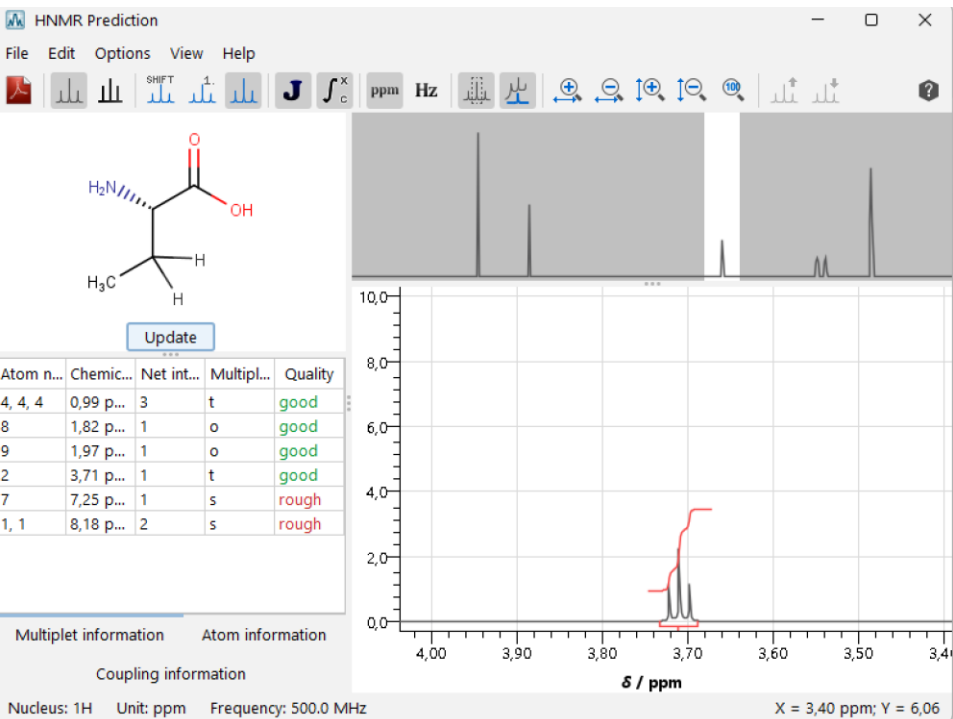 HNMR Prediction
File Edit Options View Help
SHIFT 1. J ∫ x c ppm Hz 100 ?
O
H₂N
OH
H
H₃C
H
Update
Atom n... Chemic... Net int... Multipl... Quality
4, 4, 4 0,99 p... 3 t good
8 1,82 p... 1 o good
9 1,97 p... 1 o good
2 3,71 p... 1 t good
7 7,25 p... 1 s rough
1, 1 8,18 p... 2 s rough
Multiplet information Atom information
Coupling information
10,0
8,0
6,0
4,0
2,0
0,0
4,00 3,90 3,80 3,70 3,60 3,50 3,4
δ / ppm
Nucleus: 1H Unit: ppm Frequency: 500.0 MHz X = 3,40 ppm; Y = 6,06